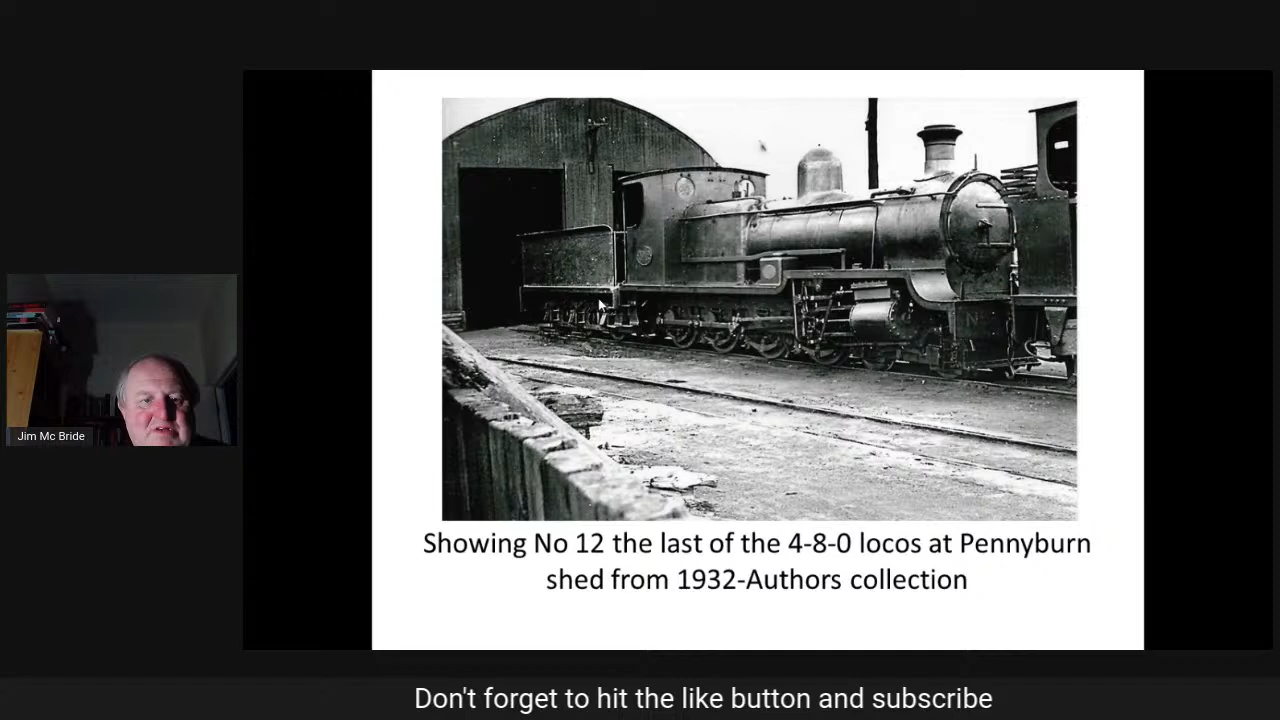 Jim Mc Bride
Showing No 12 the last of the 4-8-0 locos at Pennyburn
shed from 1932-Authors collection
Don't forget to hit the like button and subscribe